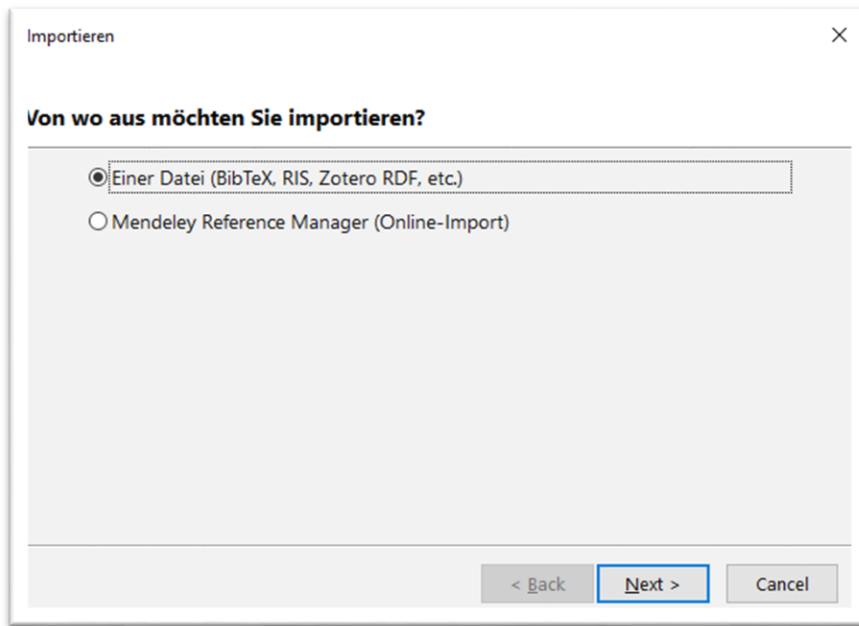 Importieren
Von wo aus möchten Sie importieren?
Einer Datei (BibTeX, RIS, Zotero RDF, etc.)
Mendeley Reference Manager (Online-Import)
< Back Next > Cancel